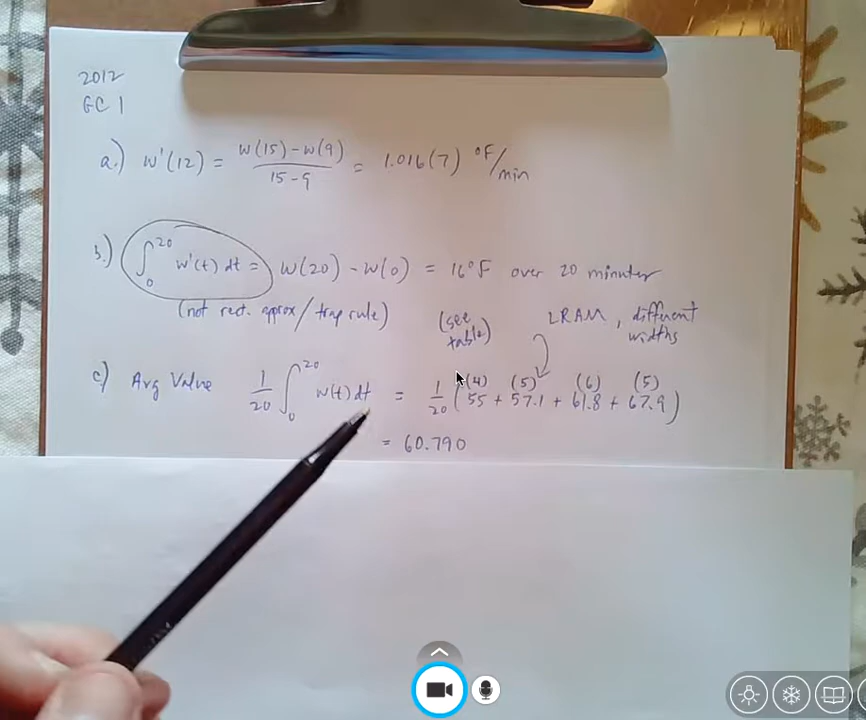 2012
GC 1
a.) W'(12) = W(15) - W(9) / 15 - 9 = 1.016(7) °F/min
b.) ∫₀²⁰ W'(t) dt = W(20) - W(0) = 16°F over 20 minutes
(not rect. approx/trap rule)
(see table)
LRAM, different widths
c) Avg Value 1/20 ∫₀²⁰ W(t) dt = 1/20 ((4)55 + (5)57.1 + (6)61.8 + (5)67.9)
= 60.790